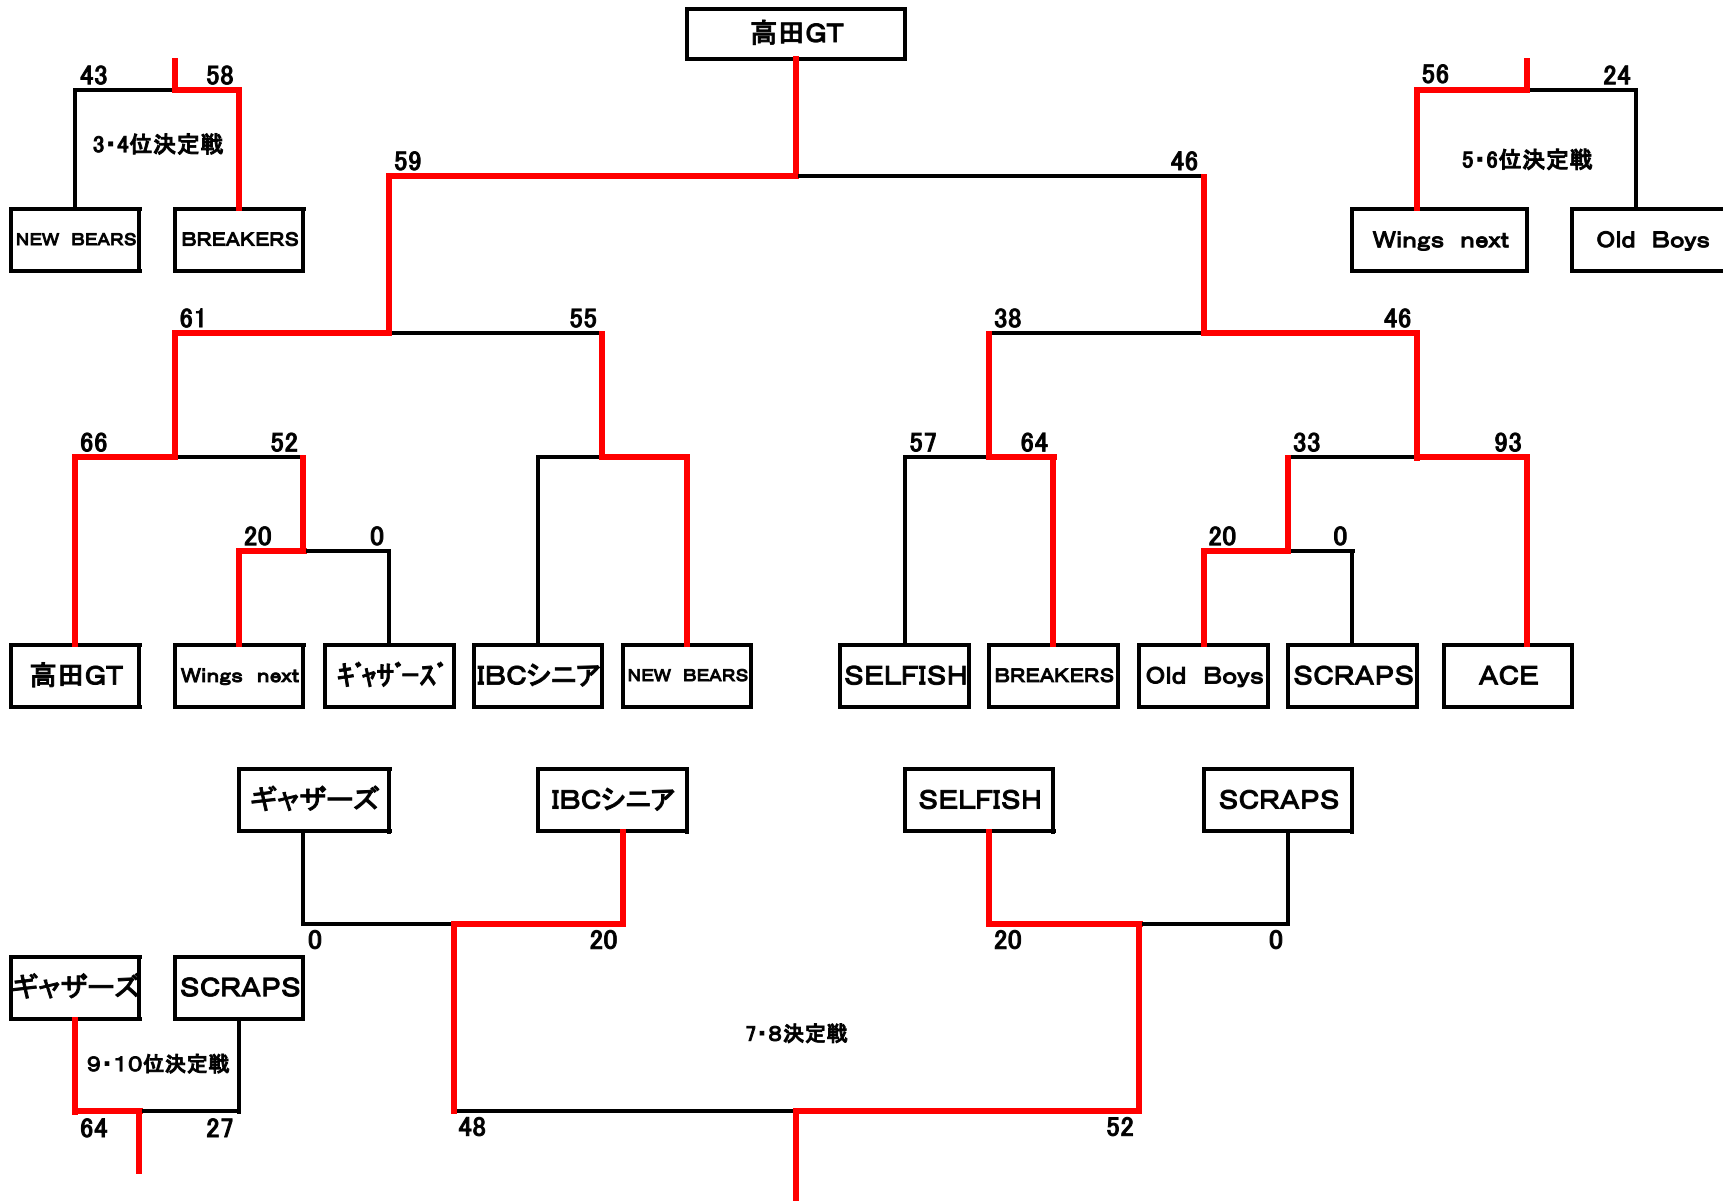 高田GT
43 58
56 24
3・4位決定戦
59 46
5・6位決定戦
NEW BEARS BREAKERS
Wings next Old Boys
61 55 38 46
66 52 57 64 33 93
20 0 20 0
高田GT Wings next ギャザーズ IBCシニア NEW BEARS SELFISH BREAKERS Old Boys SCRAPS ACE
ギャザーズ IBCシニア SELFISH SCRAPS
0 20 20 0
ギャザーズ SCRAPS
7・8決定戦
9・10位決定戦
64 27 48 52